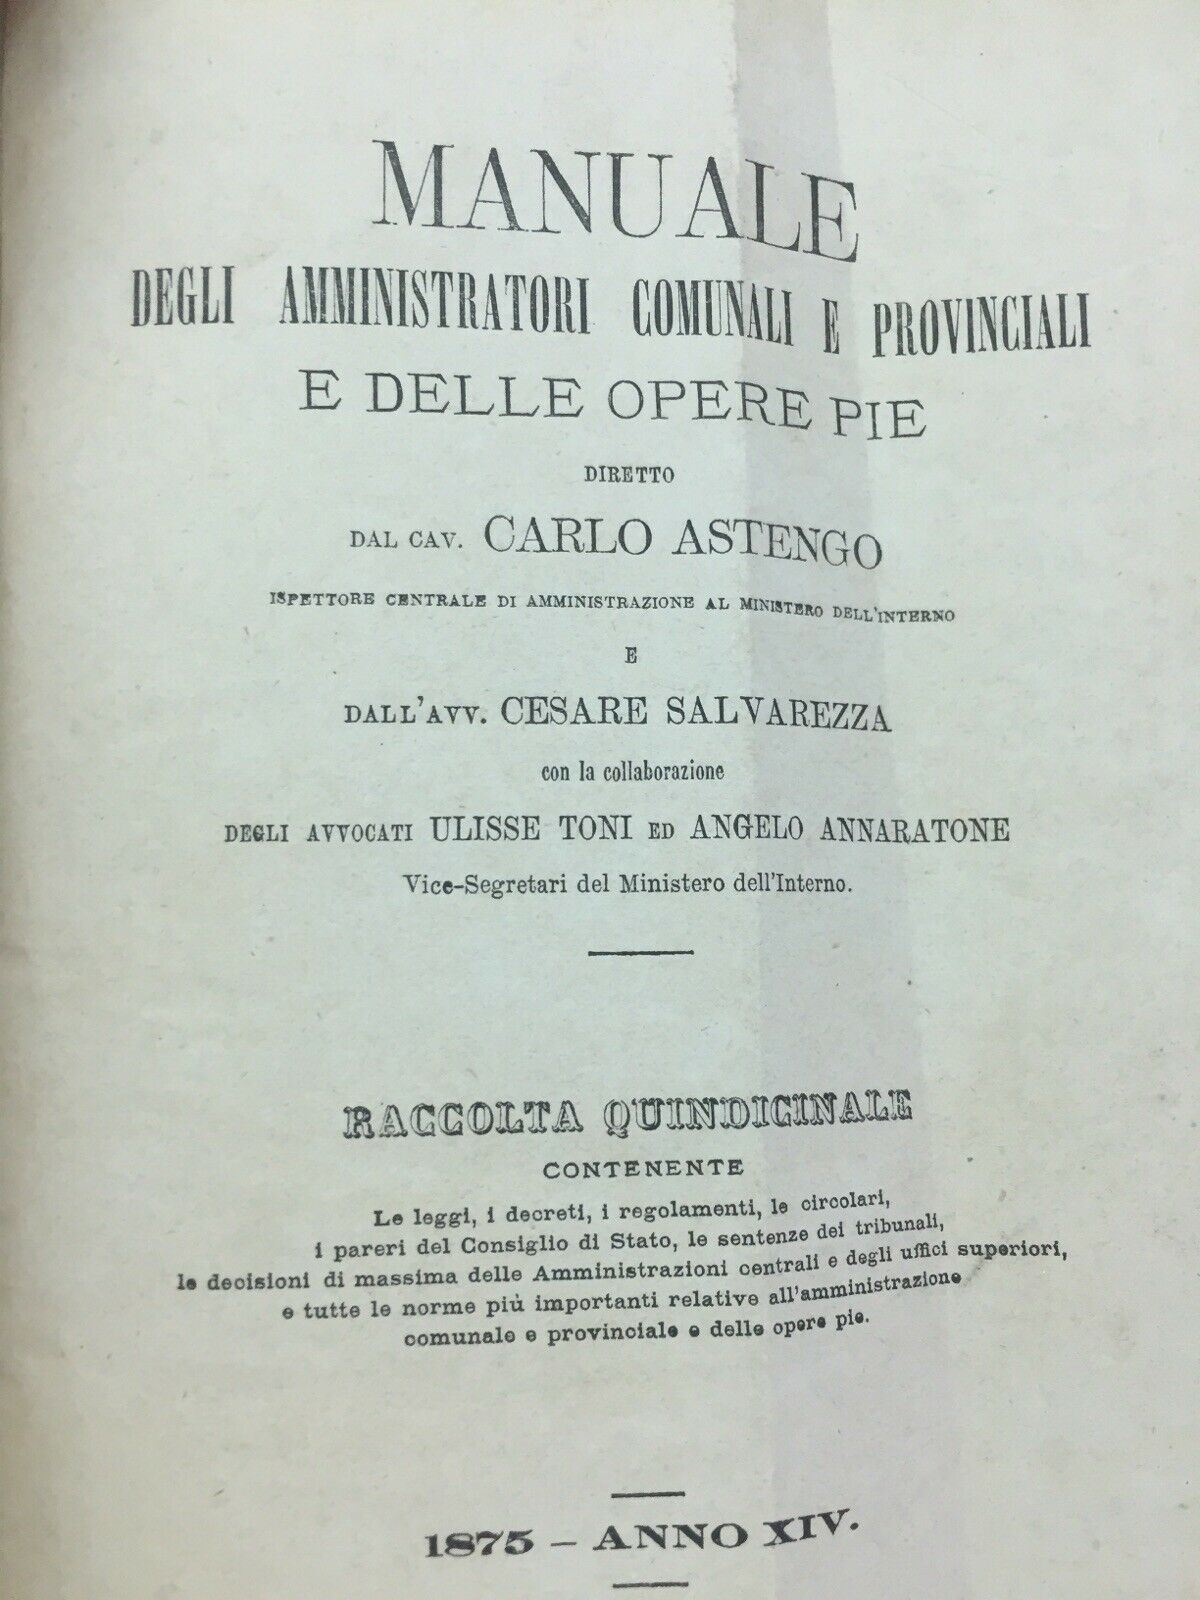 MANUALE
DEGLI AMMINISTRATORI COMUNALI E PROVINCIALI
E DELLE OPERE PIE
DIRETTO
DAL CAV. CARLO ASTENGO
ISPETTORE CENTRALE DI AMMINISTRAZIONE AL MINISTERO DELL'INTERNO
E
DALL'AVV. CESARE SALVAREZZA
con la collaborazione
DEGLI AVVOCATI ULISSE TONI ED ANGELO ANNARATONE
Vice-Segretari del Ministero dell'Interno.
RACCOLTA QUINDICINALE
CONTENENTE
Le leggi, i decreti, i regolamenti, le circolari,
i pareri del Consiglio di Stato, le sentenze dei tribunali,
le decisioni di massima delle Amministrazioni centrali e degli uffici superiori,
e tutte le norme più importanti relative all'amministrazione
comunale e provinciale e delle opere pie.
1875 — ANNO XIV.